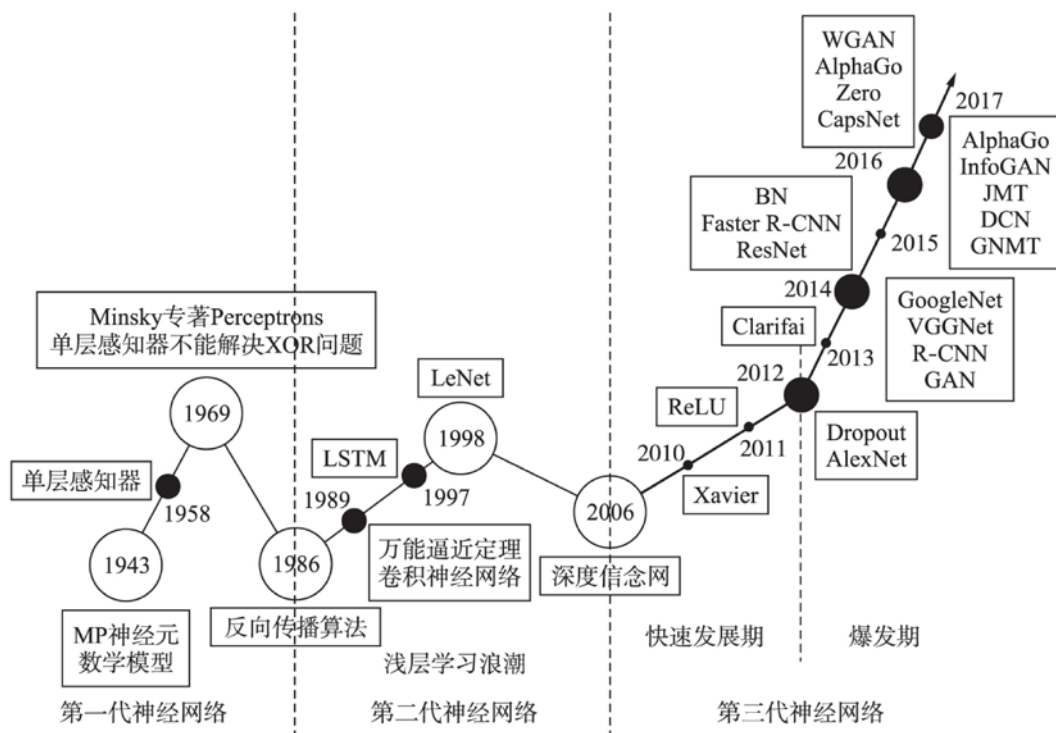 WGAN
AlphaGo
Zero
CapsNet
2017
AlphaGo
InfoGAN
JMT
DCN
GNMT
2016
BN
Faster R-CNN
ResNet
2015
2014
GoogleNet
VGGNet
R-CNN
GAN
Clarifai
2013
2012
Dropout
AlexNet
ReLU
2011
2010
Xavier
Minsky专著Perceptrons
单层感知器不能解决XOR问题
1969
单层感知器
1958
1943
MP神经元
数学模型
1986
反向传播算法
LeNet
1998
LSTM
1997
1989
万能逼近定理
卷积神经网络
2006
深度信念网
浅层学习浪潮
快速发展期
爆发期
第一代神经网络
第二代神经网络
第三代神经网络